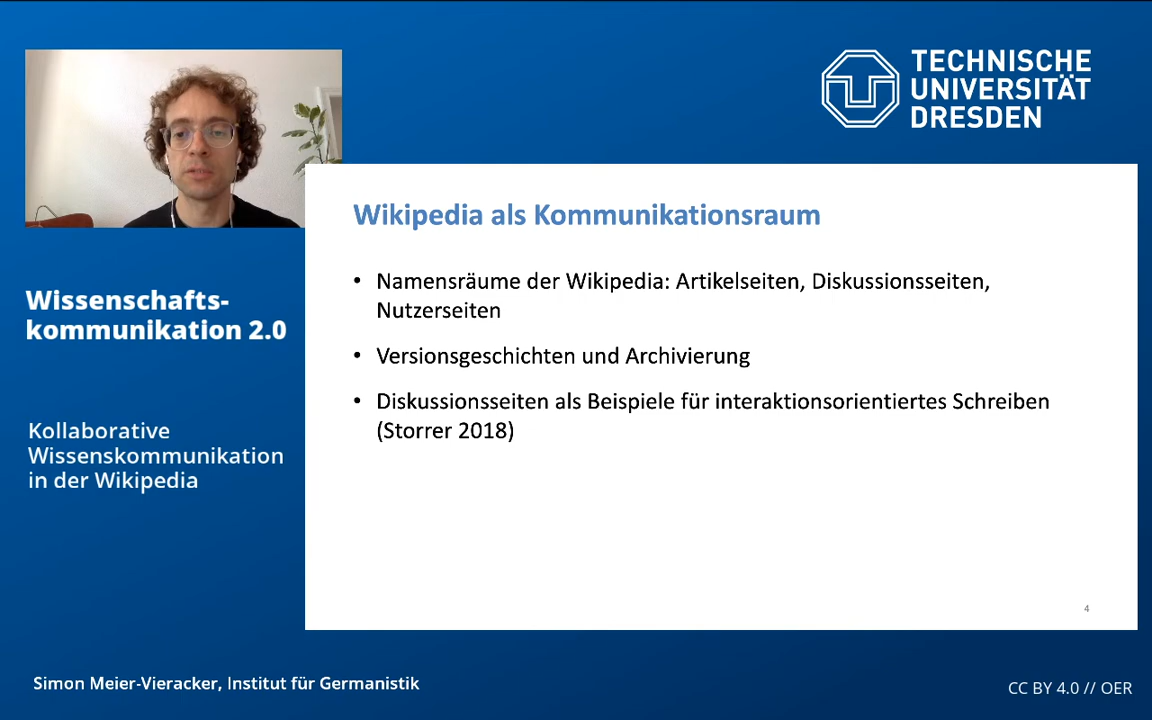 TECHNISCHE
UNIVERSITÄT
DRESDEN
Wikipedia als Kommunikationsraum
• Namensräume der Wikipedia: Artikelseiten, Diskussionsseiten,
Nutzerseiten
• Versionsgeschichten und Archivierung
• Diskussionsseiten als Beispiele für interaktionsorientiertes Schreiben
(Storrer 2018)
4
Wissenschafts-
kommunikation 2.0
Kollaborative
Wissenskommunikation
in der Wikipedia
Simon Meier-Vieracker, Institut für Germanistik
CC BY 4.0 // OER